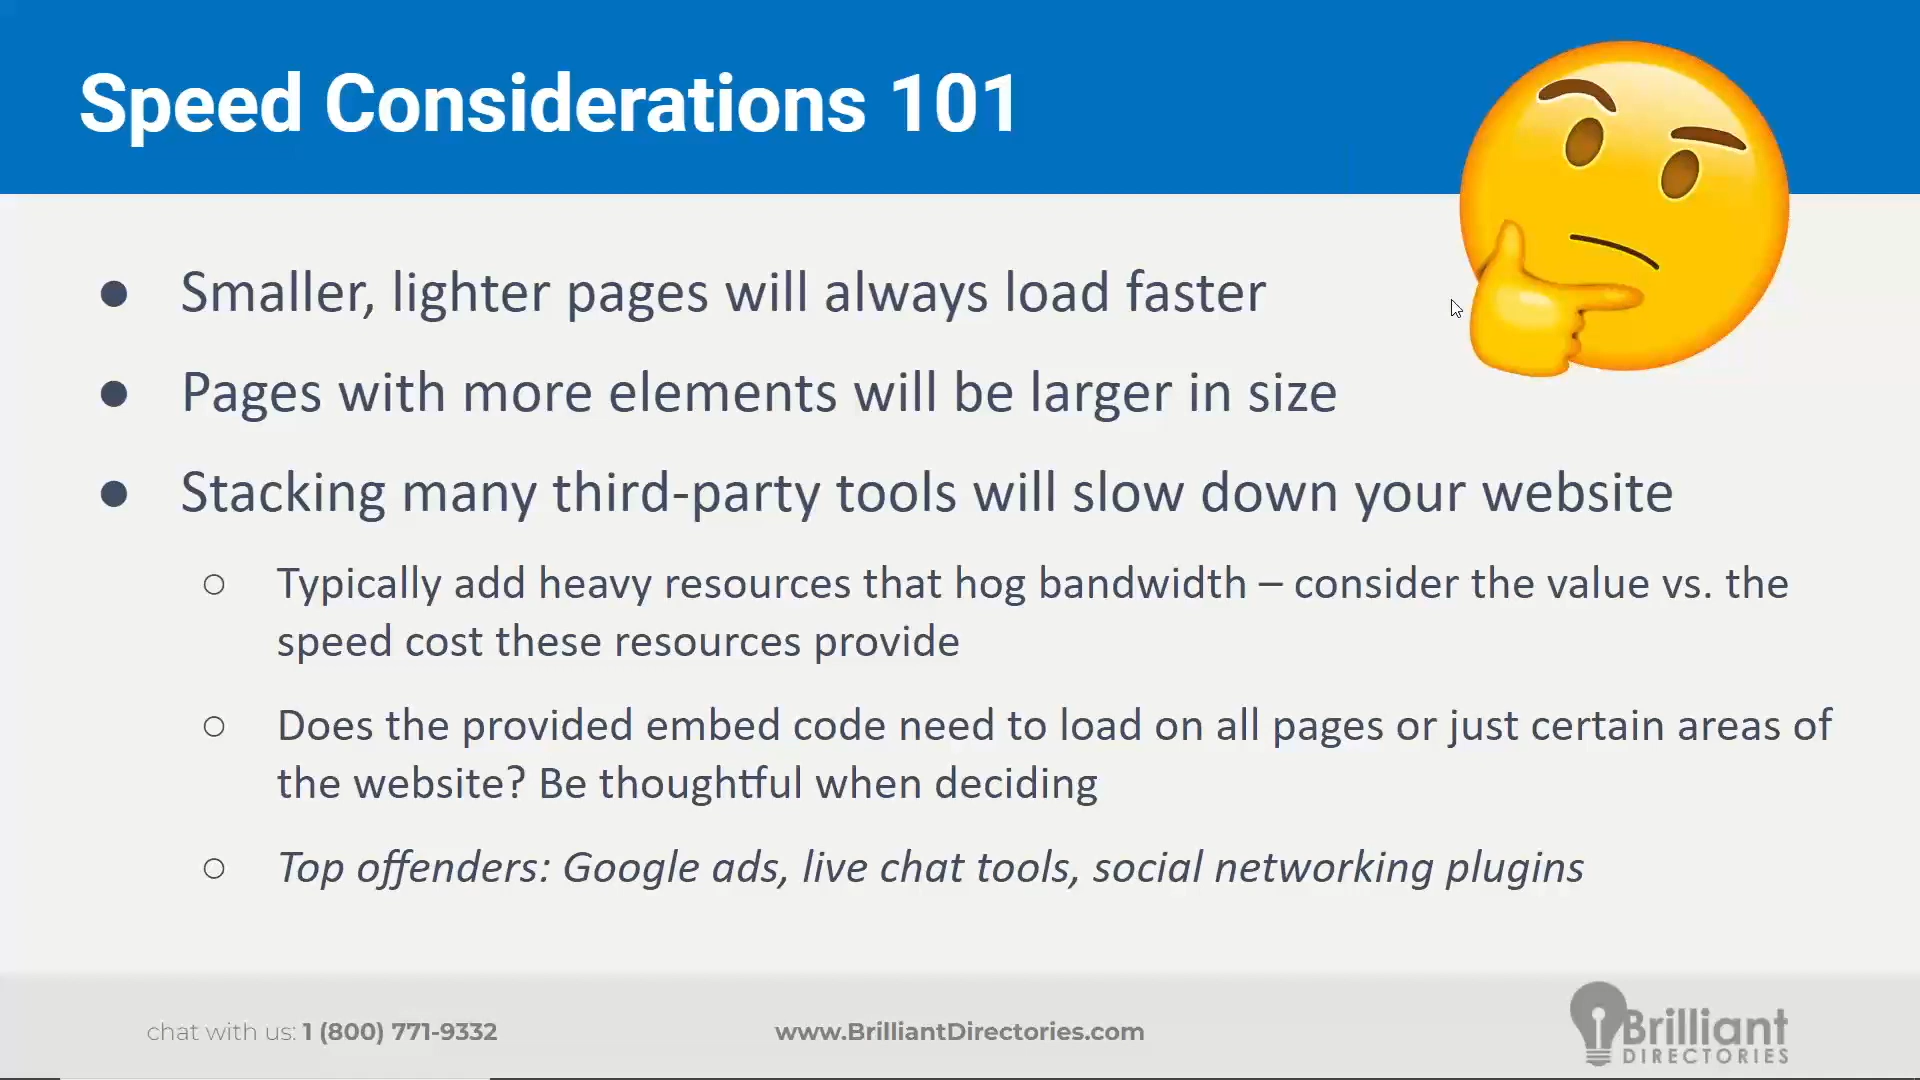 Speed Considerations 101
● Smaller, lighter pages will always load faster
● Pages with more elements will be larger in size
● Stacking many third-party tools will slow down your website
○ Typically add heavy resources that hog bandwidth – consider the value vs. the
speed cost these resources provide
○ Does the provided embed code need to load on all pages or just certain areas of
the website? Be thoughtful when deciding
○ Top offenders: Google ads, live chat tools, social networking plugins
chat with us: 1 (800) 771-9332
www.BrilliantDirectories.com
Brilliant
DIRECTORIES